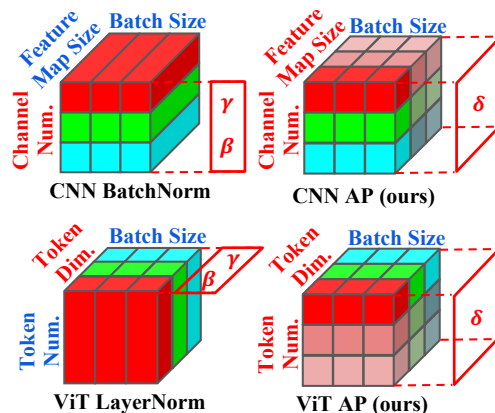 Feature
Map Size
Batch Size
Channel
Num.
γ
β
CNN BatchNorm
Feature
Map Size
Batch Size
Channel
Num.
δ
CNN AP (ours)
Token
Dim.
Batch Size
Token
Num.
γ
β
ViT LayerNorm
Token
Dim.
Batch Size
Token
Num.
δ
ViT AP (ours)